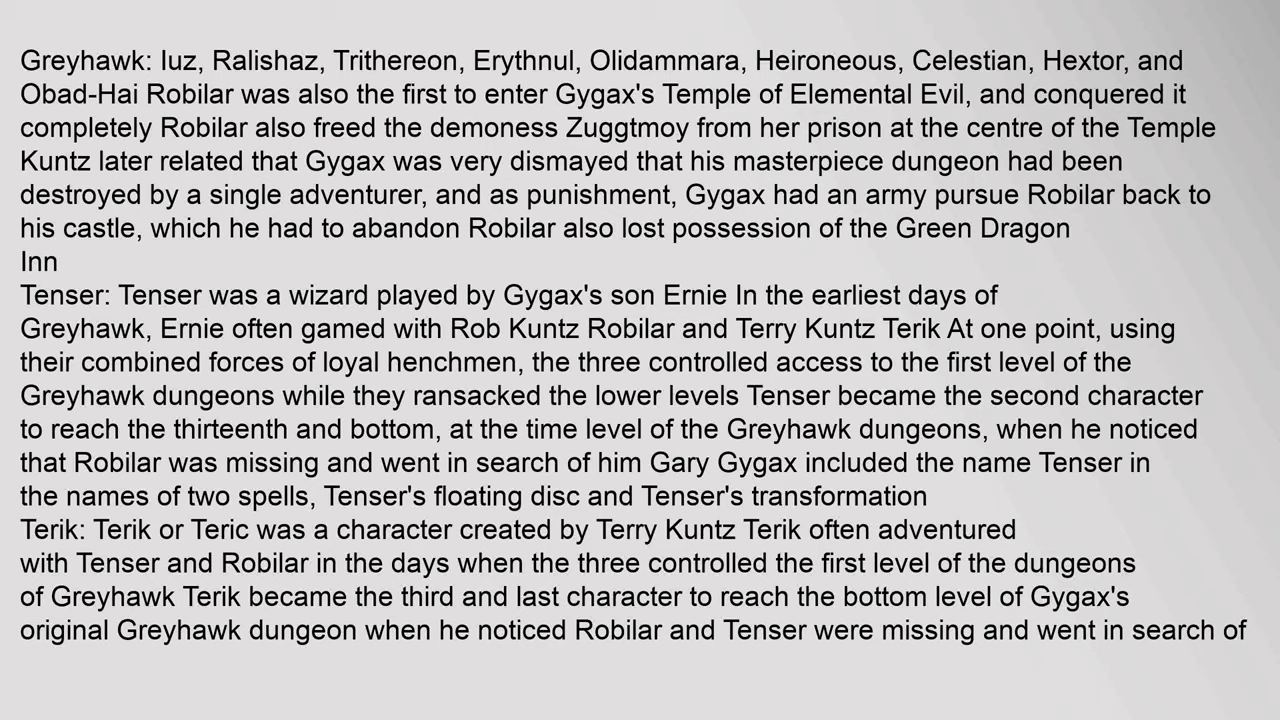 Greyhawk: Iuz, Ralishaz, Trithereon, Erythnul, Olidammara, Heironeous, Celestian, Hextor, and
Obad-Hai Robilar was also the first to enter Gygax's Temple of Elemental Evil, and conquered it
completely Robilar also freed the demoness Zuggtmoy from her prison at the centre of the Temple
Kuntz later related that Gygax was very dismayed that his masterpiece dungeon had been
destroyed by a single adventurer, and as punishment, Gygax had an army pursue Robilar back to
his castle, which he had to abandon Robilar also lost possession of the Green Dragon
Inn
Tenser: Tenser was a wizard played by Gygax's son Ernie In the earliest days of
Greyhawk, Ernie often gamed with Rob Kuntz Robilar and Terry Kuntz Terik At one point, using
their combined forces of loyal henchmen, the three controlled access to the first level of the
Greyhawk dungeons while they ransacked the lower levels Tenser became the second character
to reach the thirteenth and bottom, at the time level of the Greyhawk dungeons, when he noticed
that Robilar was missing and went in search of him Gary Gygax included the name Tenser in
the names of two spells, Tenser's floating disc and Tenser's transformation
Terik: Terik or Teric was a character created by Terry Kuntz Terik often adventured
with Tenser and Robilar in the days when the three controlled the first level of the dungeons
of Greyhawk Terik became the third and last character to reach the bottom level of Gygax's
original Greyhawk dungeon when he noticed Robilar and Tenser were missing and went in search of